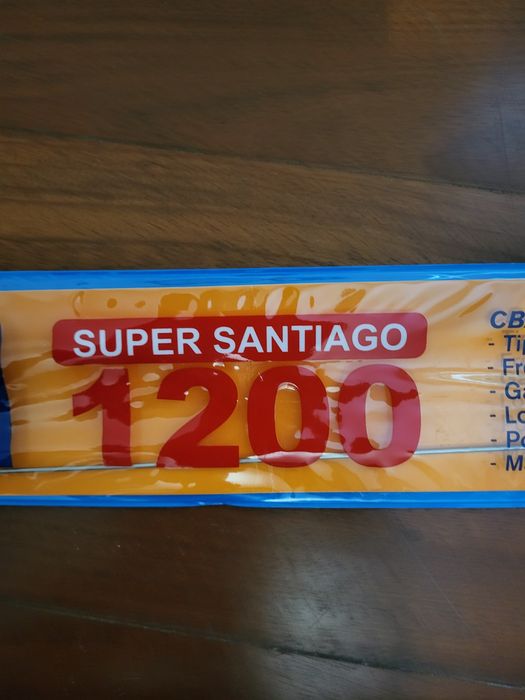 SUPER SANTIAGO
1200
CB
- Ti
- Fr
- Ga
- Lo
- Po
- M